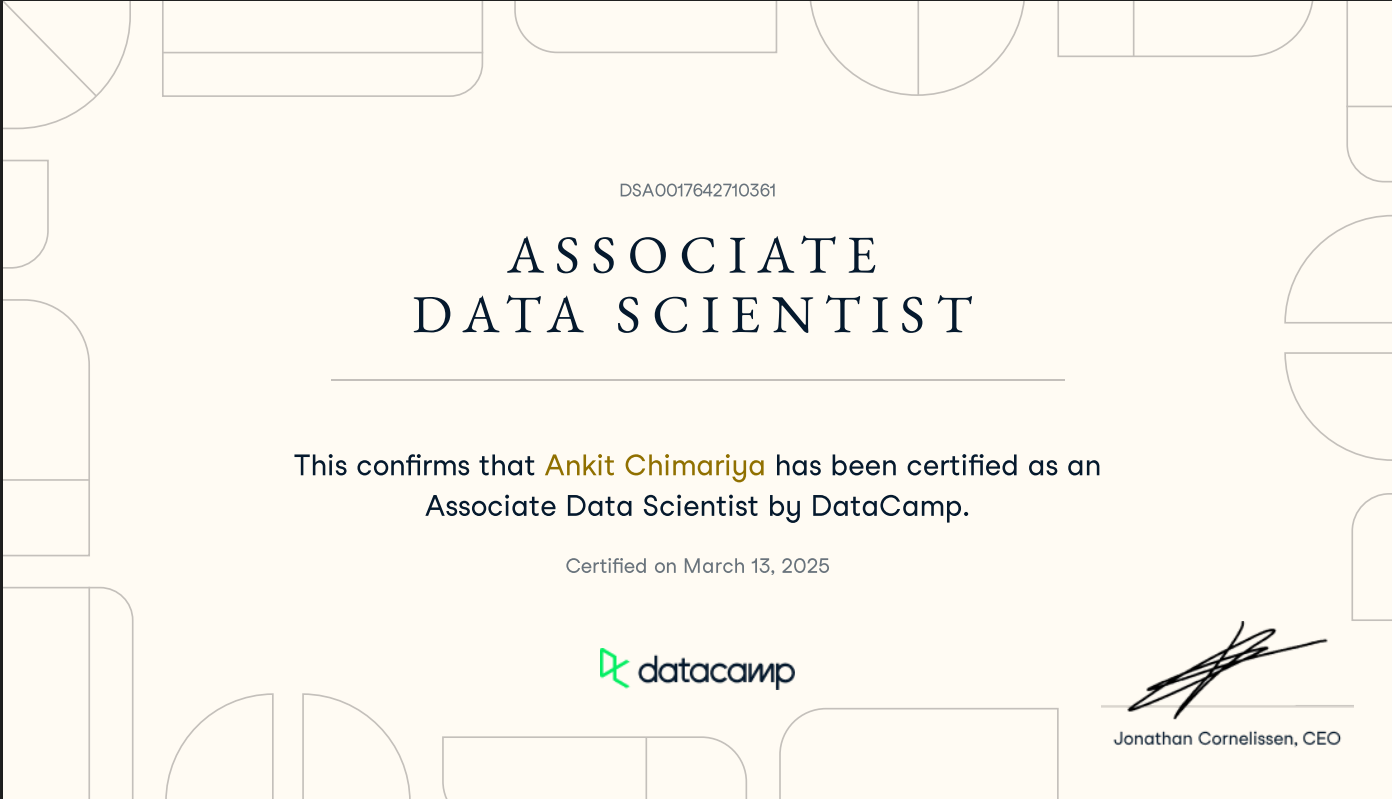 DSA0017642710361
ASSOCIATE
DATA SCIENTIST
This confirms that Ankit Chimariya has been certified as an
Associate Data Scientist by DataCamp.
Certified on March 13, 2025
datacamp
Jonathan Cornelissen, CEO